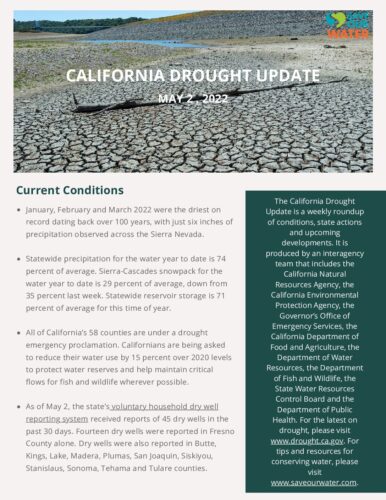 WATER
CALIFORNIA DROUGHT UPDATE
MAY 2, 2022
Current Conditions
• January, February and March 2022 were the driest on
record dating back over 100 years, with just six inches of
precipitation observed across the Sierra Nevada.
• Statewide precipitation for the water year to date is 74
percent of average. Sierra-Cascades snowpack for the
water year to date is 29 percent of average, down from
35 percent last week. Statewide reservoir storage is 71
percent of average for this time of year.
• All of California's 58 counties are under a drought
emergency proclamation. Californians are being asked
to reduce their water use by 15 percent over 2020 levels
to protect water reserves and help maintain critical
flows for fish and wildlife wherever possible.
• As of May 2, the state's voluntary household dry well
reporting system received reports of 45 dry wells in the
past 30 days. Fourteen dry wells were reported in Fresno
County alone. Dry wells were also reported in Butte,
Kings, Lake, Madera, Plumas, San Joaquin, Siskiyou,
Stanislaus, Sonoma, Tehama and Tulare counties.
The California Drought
Update is a weekly roundup
of conditions, state actions
and upcoming
developments. It is
produced by an interagency
team that includes the
California Natural
Resources Agency, the
California Environmental
Protection Agency, the
Governor's Office of
Emergency Services, the
California Department of
Food and Agriculture, the
Department of Water
Resources, the Department
of Fish and Wildlife, the
State Water Resources
Control Board and the
Department of Public
Health. For the latest on
drought, please visit
www.drought.ca.gov. For
tips and resources for
conserving water, please
visit
www.saveourwater.com.